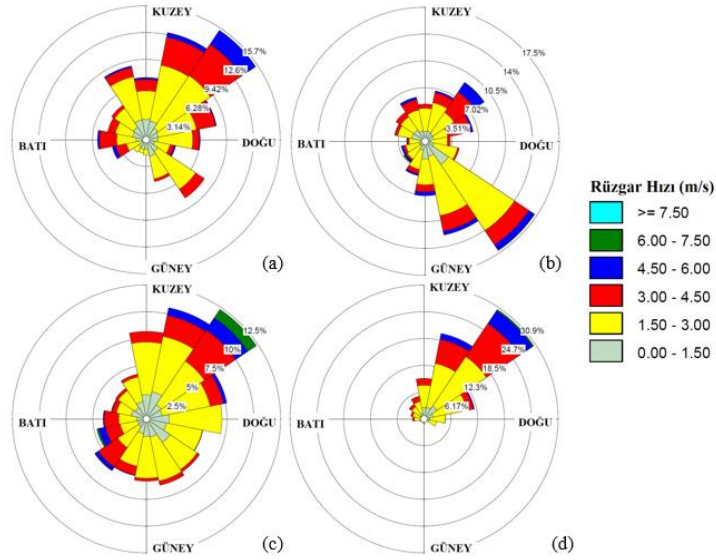 KUZEY
15.7%
12.6%
9.42%
6.28%
3.14%
BATI
DOĞU
GÜNEY
(a)
KUZEY
17.5%
14%
10.5%
7.02%
3.51%
BATI
DOĞU
GÜNEY
(b)
KUZEY
12.5%
10%
7.5%
5%
2.5%
BATI
DOĞU
GÜNEY
(c)
KUZEY
30.9%
24.7%
18.5%
12.3%
6.17%
BATI
DOĞU
GÜNEY
(d)
Rüzgar Hızı (m/s)
>= 7.50
6.00 - 7.50
4.50 - 6.00
3.00 - 4.50
1.50 - 3.00
0.00 - 1.50